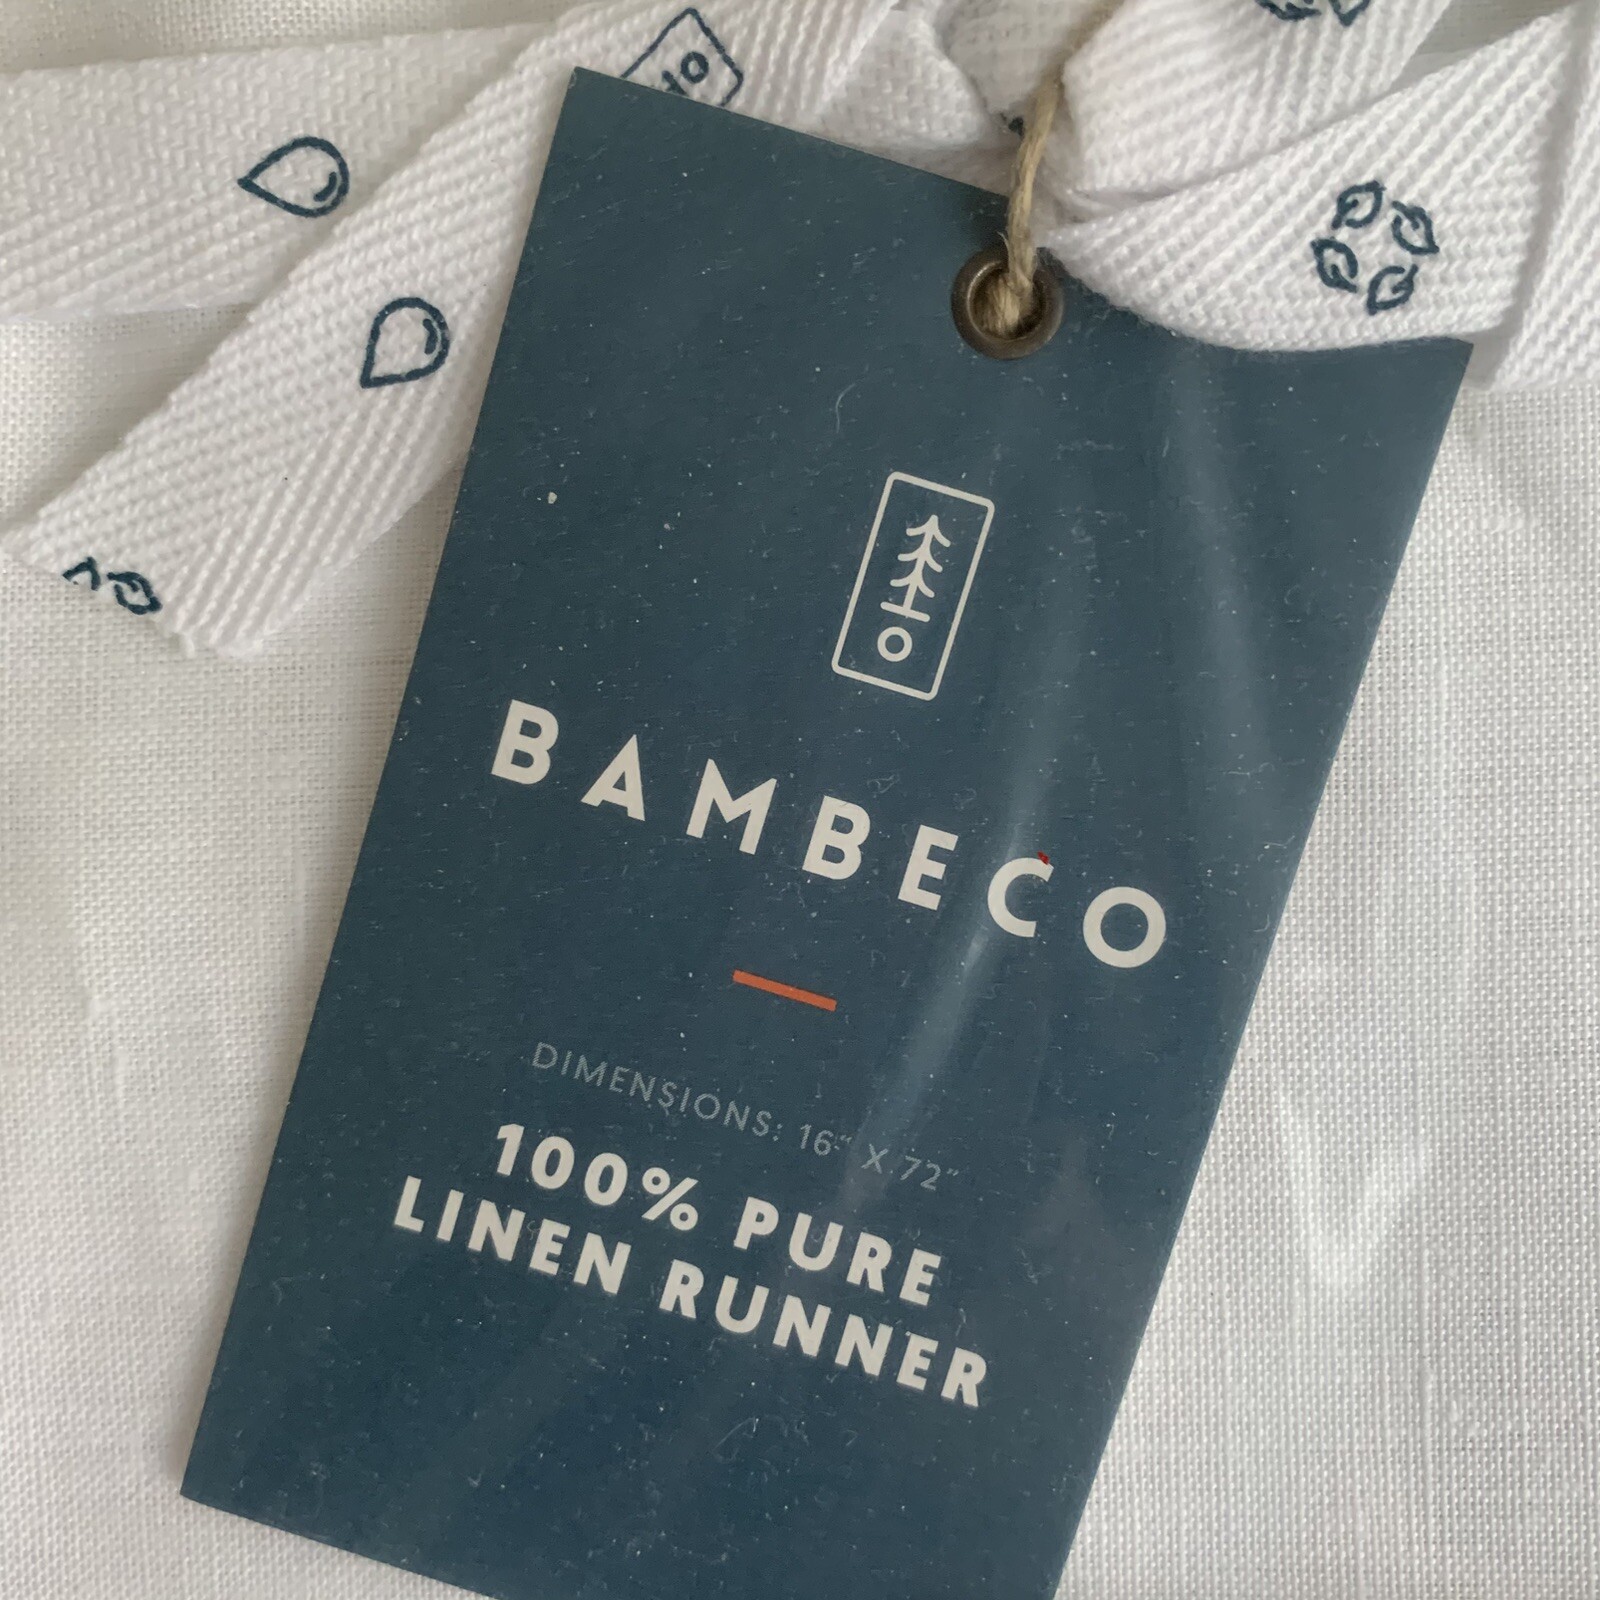 BAMBECO
DIMENSIONS: 16" X 72"
100% PURE
LINEN RUNNER